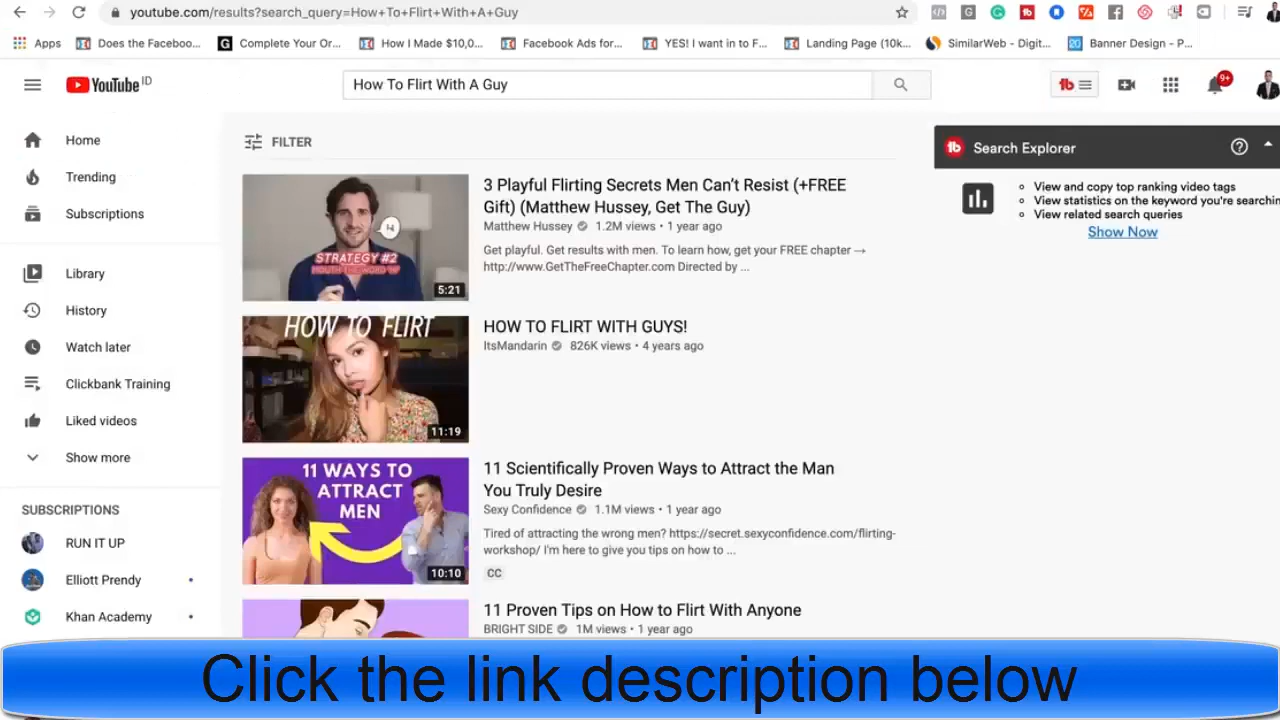 youtube.com/results?search_query=How+To+Flirt+With+A+Guy
Apps Does the Faceboo... Complete Your Or... How I Made $10,0... Facebook Ads for... YES! I want in to F... Landing Page (10k... SimilarWeb - Digit... Banner Design - P...
YouTube ID
How To Flirt With A Guy
9+
Home
Trending
Subscriptions
Library
History
Watch later
Clickbank Training
Liked videos
Show more
SUBSCRIPTIONS
RUN IT UP
Elliott Prendy
Khan Academy
FILTER
STRATEGY #2
MOUTH THE WORD "HI"
5:21
3 Playful Flirting Secrets Men Can't Resist (+FREE
Gift) (Matthew Hussey, Get The Guy)
Matthew Hussey 1.2M views • 1 year ago
Get playful. Get results with men. To learn how, get your FREE chapter →
http://www.GetTheFreeChapter.com Directed by ...
HOW TO FLIRT
11:19
HOW TO FLIRT WITH GUYS!
ItsMandarin 826K views • 4 years ago
11 WAYS TO
ATTRACT
MEN
10:10
11 Scientifically Proven Ways to Attract the Man
You Truly Desire
Sexy Confidence 1.1M views • 1 year ago
Tired of attracting the wrong men? https://secret.sexyconfidence.com/flirting-
workshop/ I'm here to give you tips on how to ...
CC
11 Proven Tips on How to Flirt With Anyone
BRIGHT SIDE 1M views • 1 year ago
Search Explorer
View and copy top ranking video tags
View statistics on the keyword you're searchin
View related search queries
Show Now
Click the link description below